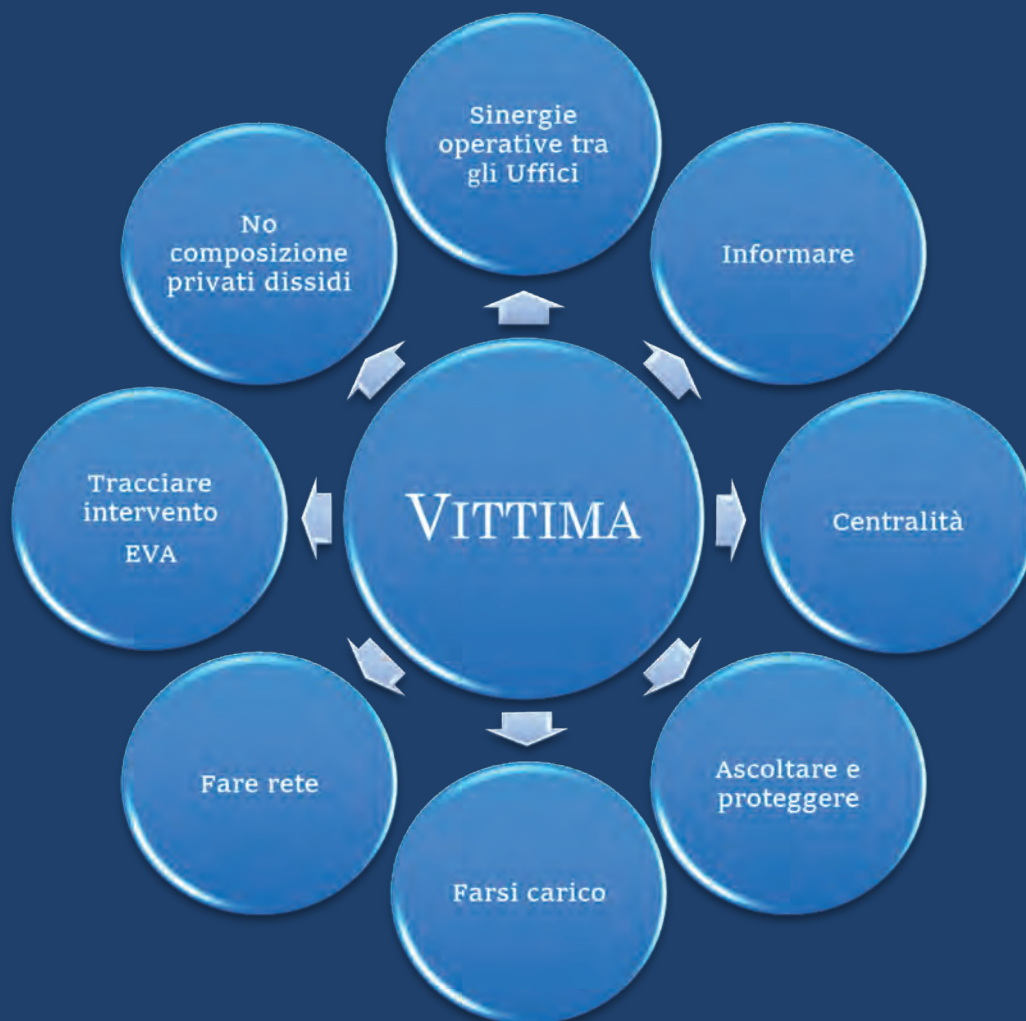 Sinergie
operative tra
gli Uffici
No
composizione
privati dissidi
Informare
Tracciare
intervento
EVA
VITTIMA
Centralità
Fare rete
Ascoltare e
proteggere
Farsi carico